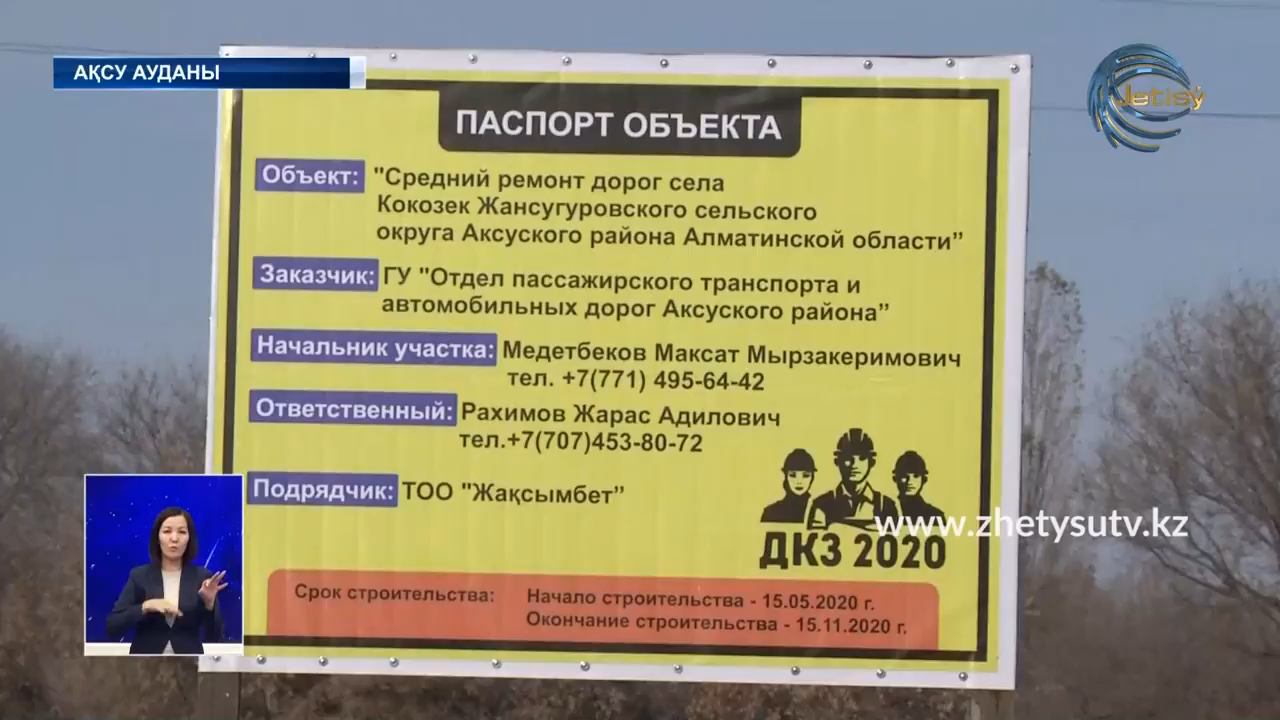 АҚСУ АУДАНЫ
Jetisý
ПАСПОРТ ОБЪЕКТА
Объект: "Средний ремонт дорог села
Кокозек Жансугуровского сельского
округа Аксуского района Алматинской области”
Заказчик: ГУ "Отдел пассажирского транспорта и
автомобильных дорог Аксуского района”
Начальник участка: Медетбеков Максат Мырзакеримович
тел. +7(771) 495-64-42
Ответственный: Рахимов Жарас Адилович
тел.+7(707)453-80-72
Подрядчик: ТОО "Жақсымбет”
www.zhetysutv.kz
ДКЗ 2020
Срок строительства: Начало строительства - 15.05.2020 г.
Окончание строительства - 15.11.2020 г.